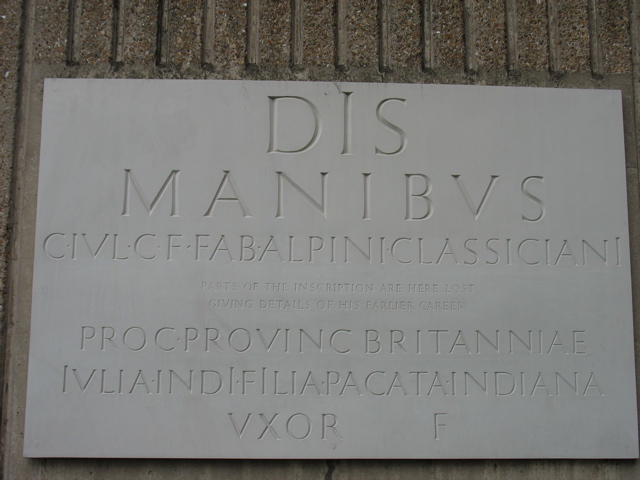 DIS
MANIBVS
C·IVL·C·F·FAB·ALPINI·CLASSICIANI
PARTS OF THE INSCRIPTION ARE HERE LOST
GIVING DETAILS OF HIS EARLIER CAREER
PROC·PROVINC BRITANNIAE
IVLIA·INDI·FILIA·PACATA·INDIANA
VXOR F